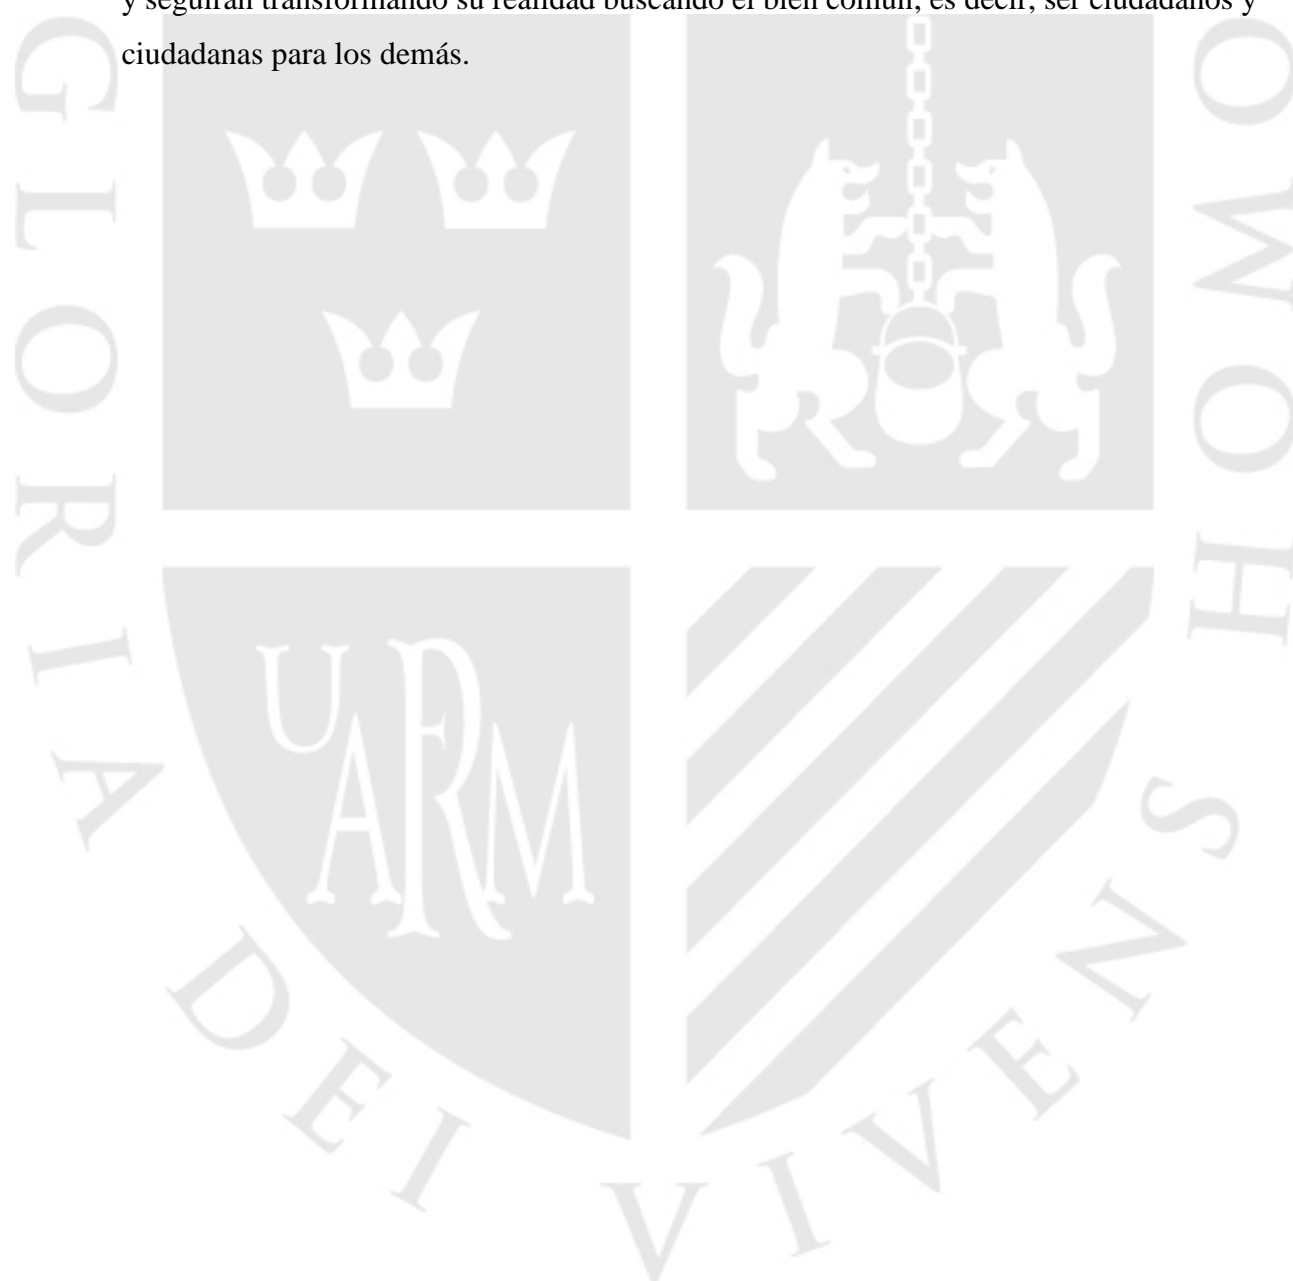 y seguirán transformando su realidad buscando el bien común, es decir, ser ciudadanos y
ciudadanas para los demás.
GLORIA DEI VIVENS HOMO
UARM